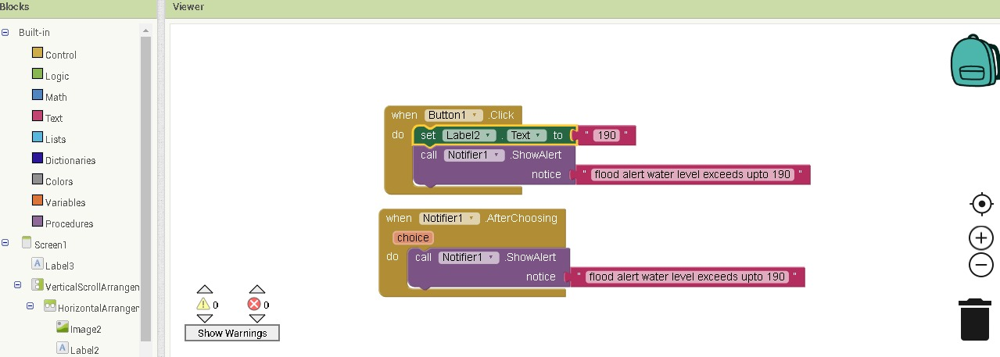 Blocks
Viewer
Built-in
Control
Logic
Math
Text
Lists
Dictionaries
Colors
Variables
Procedures
Screen1
Label3
VerticalScrollArrangen
HorizontalArranger
Image2
Label2
when Button1 .Click
do set Label2 . Text to " 190 "
call Notifier1 .ShowAlert
notice " flood alert water level exceeds upto 190 "
when Notifier1 .AfterChoosing
choice
do call Notifier1 .ShowAlert
notice " flood alert water level exceeds upto 190 "
0 0
Show Warnings